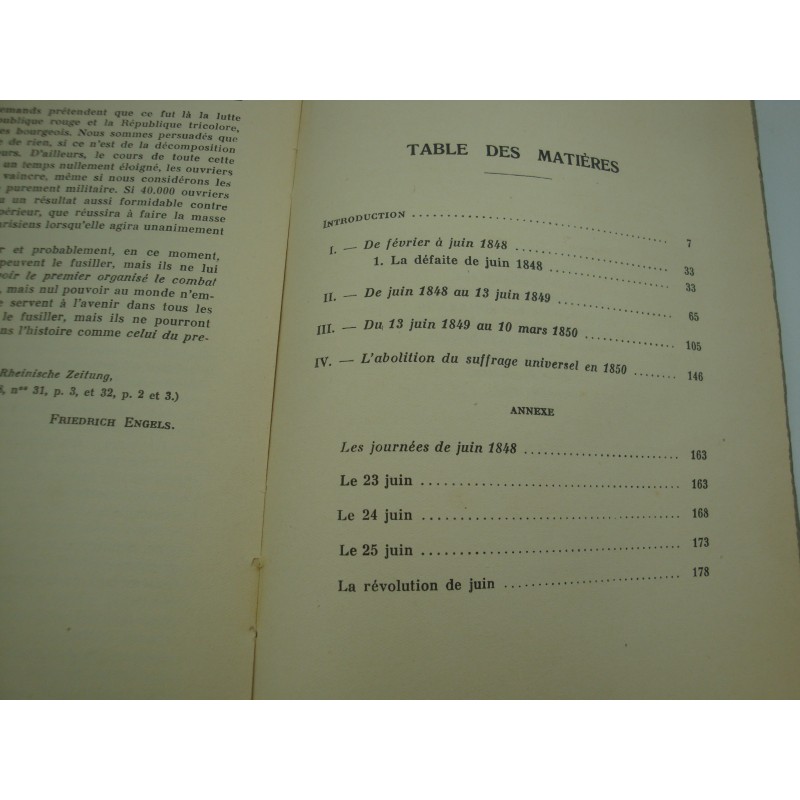 emands prétendent que ce fut là la lutte
publique rouge et la République tricolore,
es bourgeois. Nous sommes persuadés que
e de rien, si ce n'est de la décomposition
urs. D'ailleurs, le cours de toute cette
un temps nullement éloigné, les ouvriers
vaincre, même si nous considérons les
purement militaire. Si 40.000 ouvriers
u un résultat aussi formidable contre
périeur, que réussira à faire la masse
arisiens lorsqu'elle agira unanimement
r et probablement, en ce moment,
peuvent le fusiller, mais ils ne lui
oir le premier organisé le combat
, mais nul pouvoir au monde n'em-
e servent à l'avenir dans tous les
le fusiller, mais ils ne pourront
ns l'histoire comme celui du pre-
Rheinische Zeitung,
8, nos 31, p. 3, et 32, p. 2 et 3.)
FRIEDRICH ENGELS.
TABLE DES MATIÈRES
INTRODUCTION .......... 7
I. — De février à juin 1848 .......... 33
1. La défaite de juin 1848 .......... 33
II. — De juin 1848 au 13 juin 1849 .......... 65
III. — Du 13 juin 1849 au 10 mars 1850 .......... 105
IV. — L'abolition du suffrage universel en 1850 .......... 146
ANNEXE
Les journées de juin 1848 .......... 163
Le 23 juin .......... 163
Le 24 juin .......... 168
Le 25 juin .......... 173
La révolution de juin .......... 178